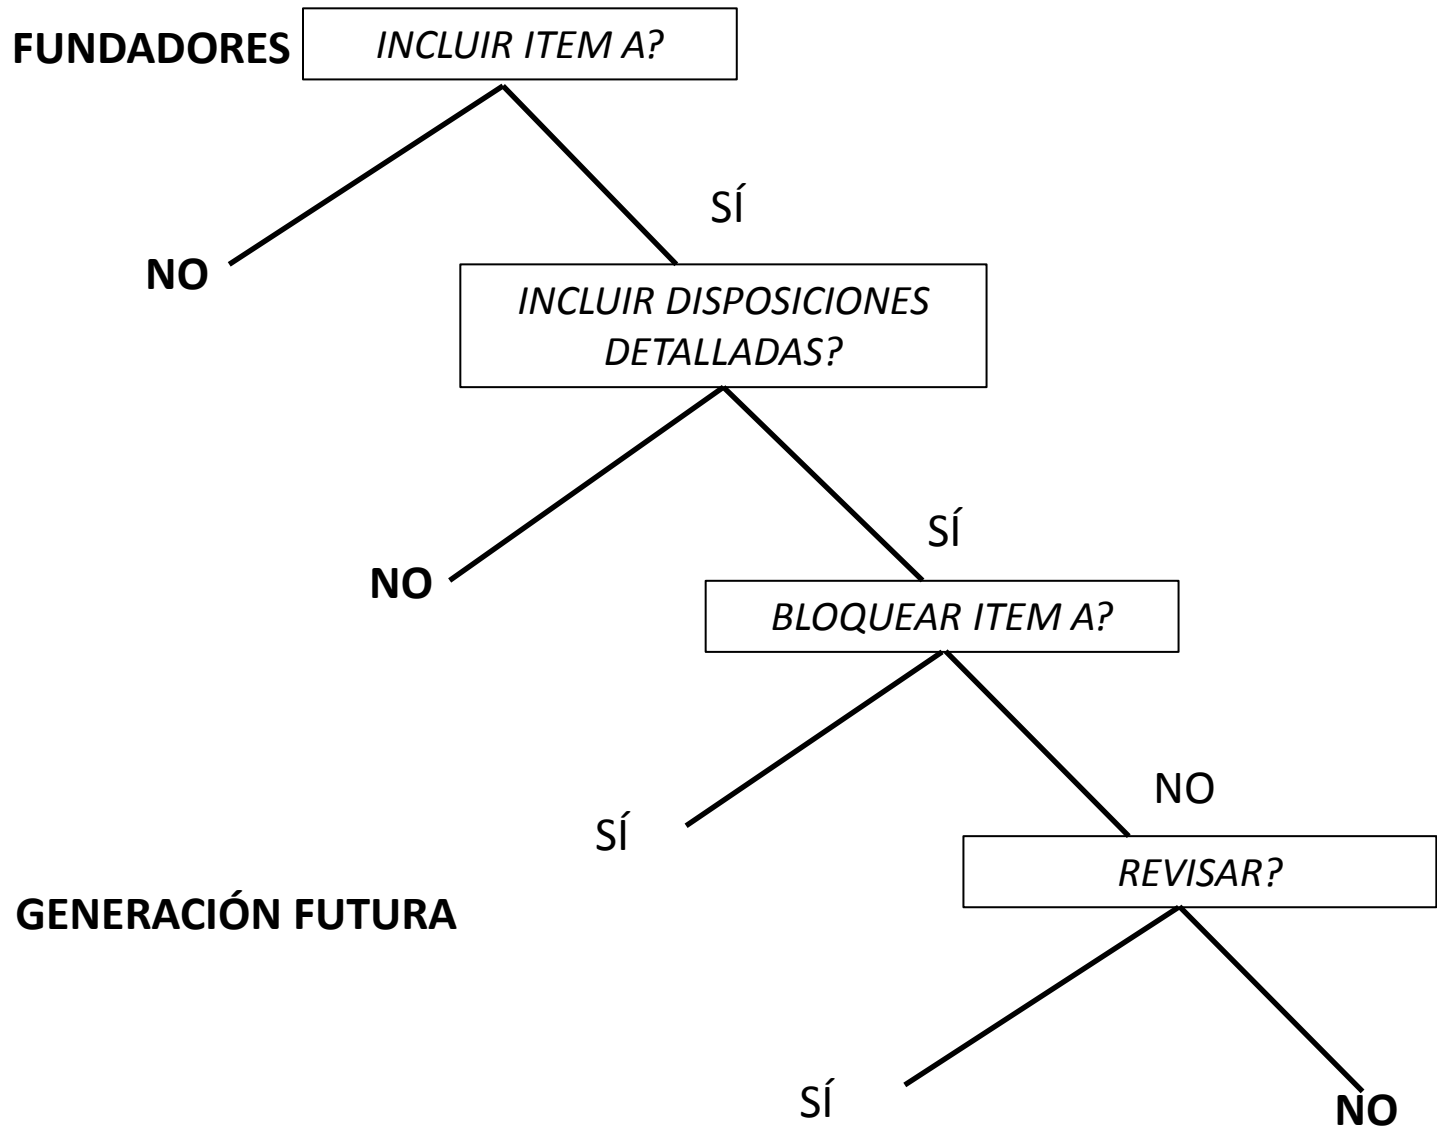 FUNDADORES
INCLUIR ITEM A?
SÍ
NO
INCLUIR DISPOSICIONES
DETALLADAS?
SÍ
NO
BLOQUEAR ITEM A?
NO
SÍ
REVISAR?
GENERACIÓN FUTURA
SÍ
NO